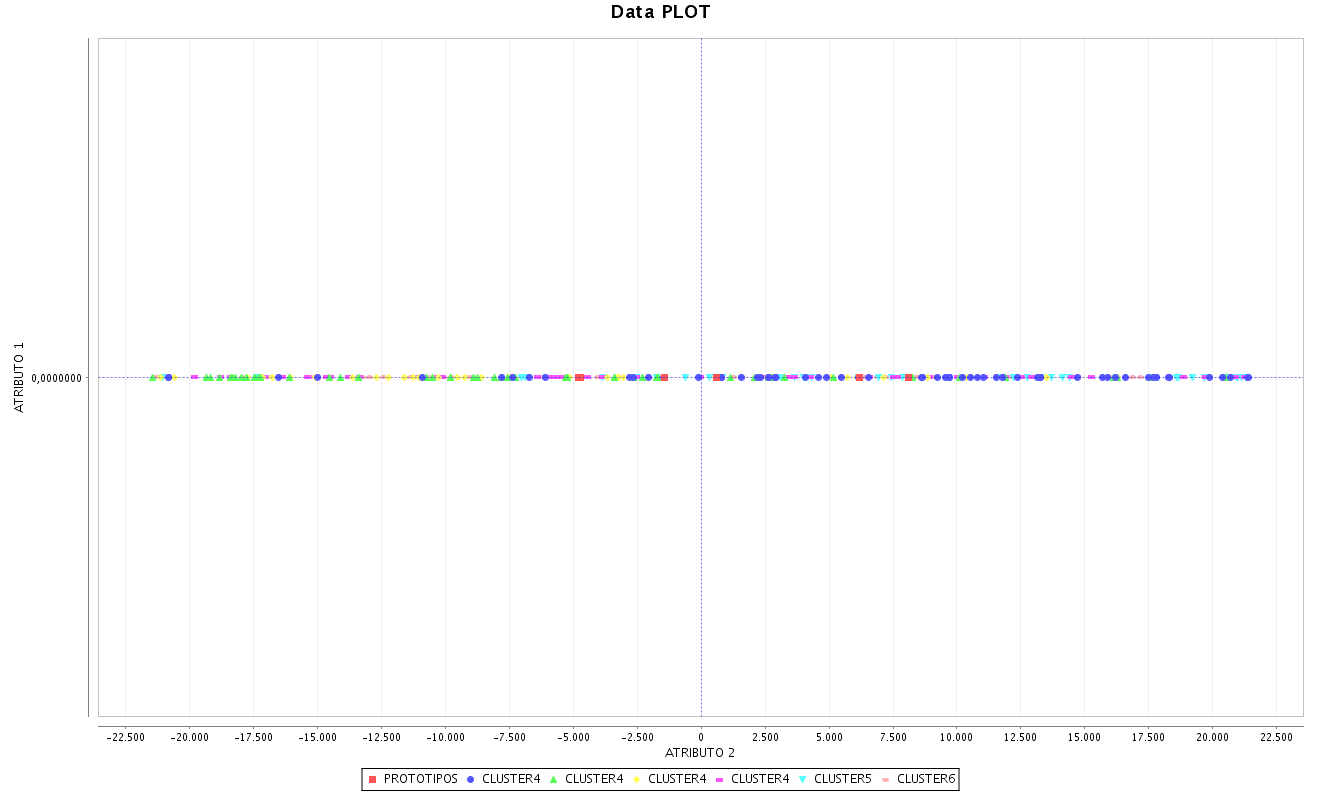 Data PLOT
ATRIBUTO 1
0,0000000
-22.500 -20.000 -17.500 -15.000 -12.500 -10.000 -7.500 -5.000 -2.500 0 2.500 5.000 7.500 10.000 12.500 15.000 17.500 20.000 22.500
ATRIBUTO 2
PROTOTIPOS CLUSTER4 CLUSTER4 CLUSTER4 CLUSTER4 CLUSTER5 CLUSTER6